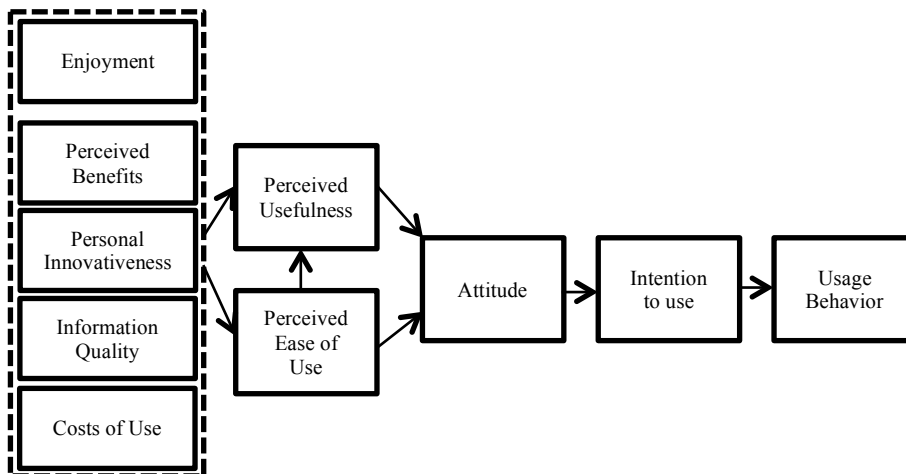 Enjoyment
Perceived
Benefits
Personal
Innovativeness
Information
Quality
Costs of Use
Perceived
Usefulness
Perceived
Ease of
Use
Attitude
Intention
to use
Usage
Behavior